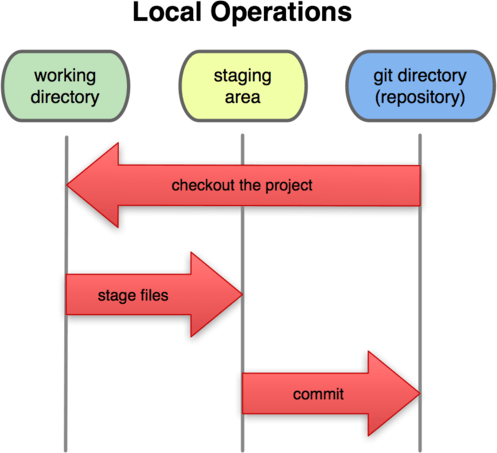 Local Operations
working
directory
staging
area
git directory
(repository)
checkout the project
stage files
commit